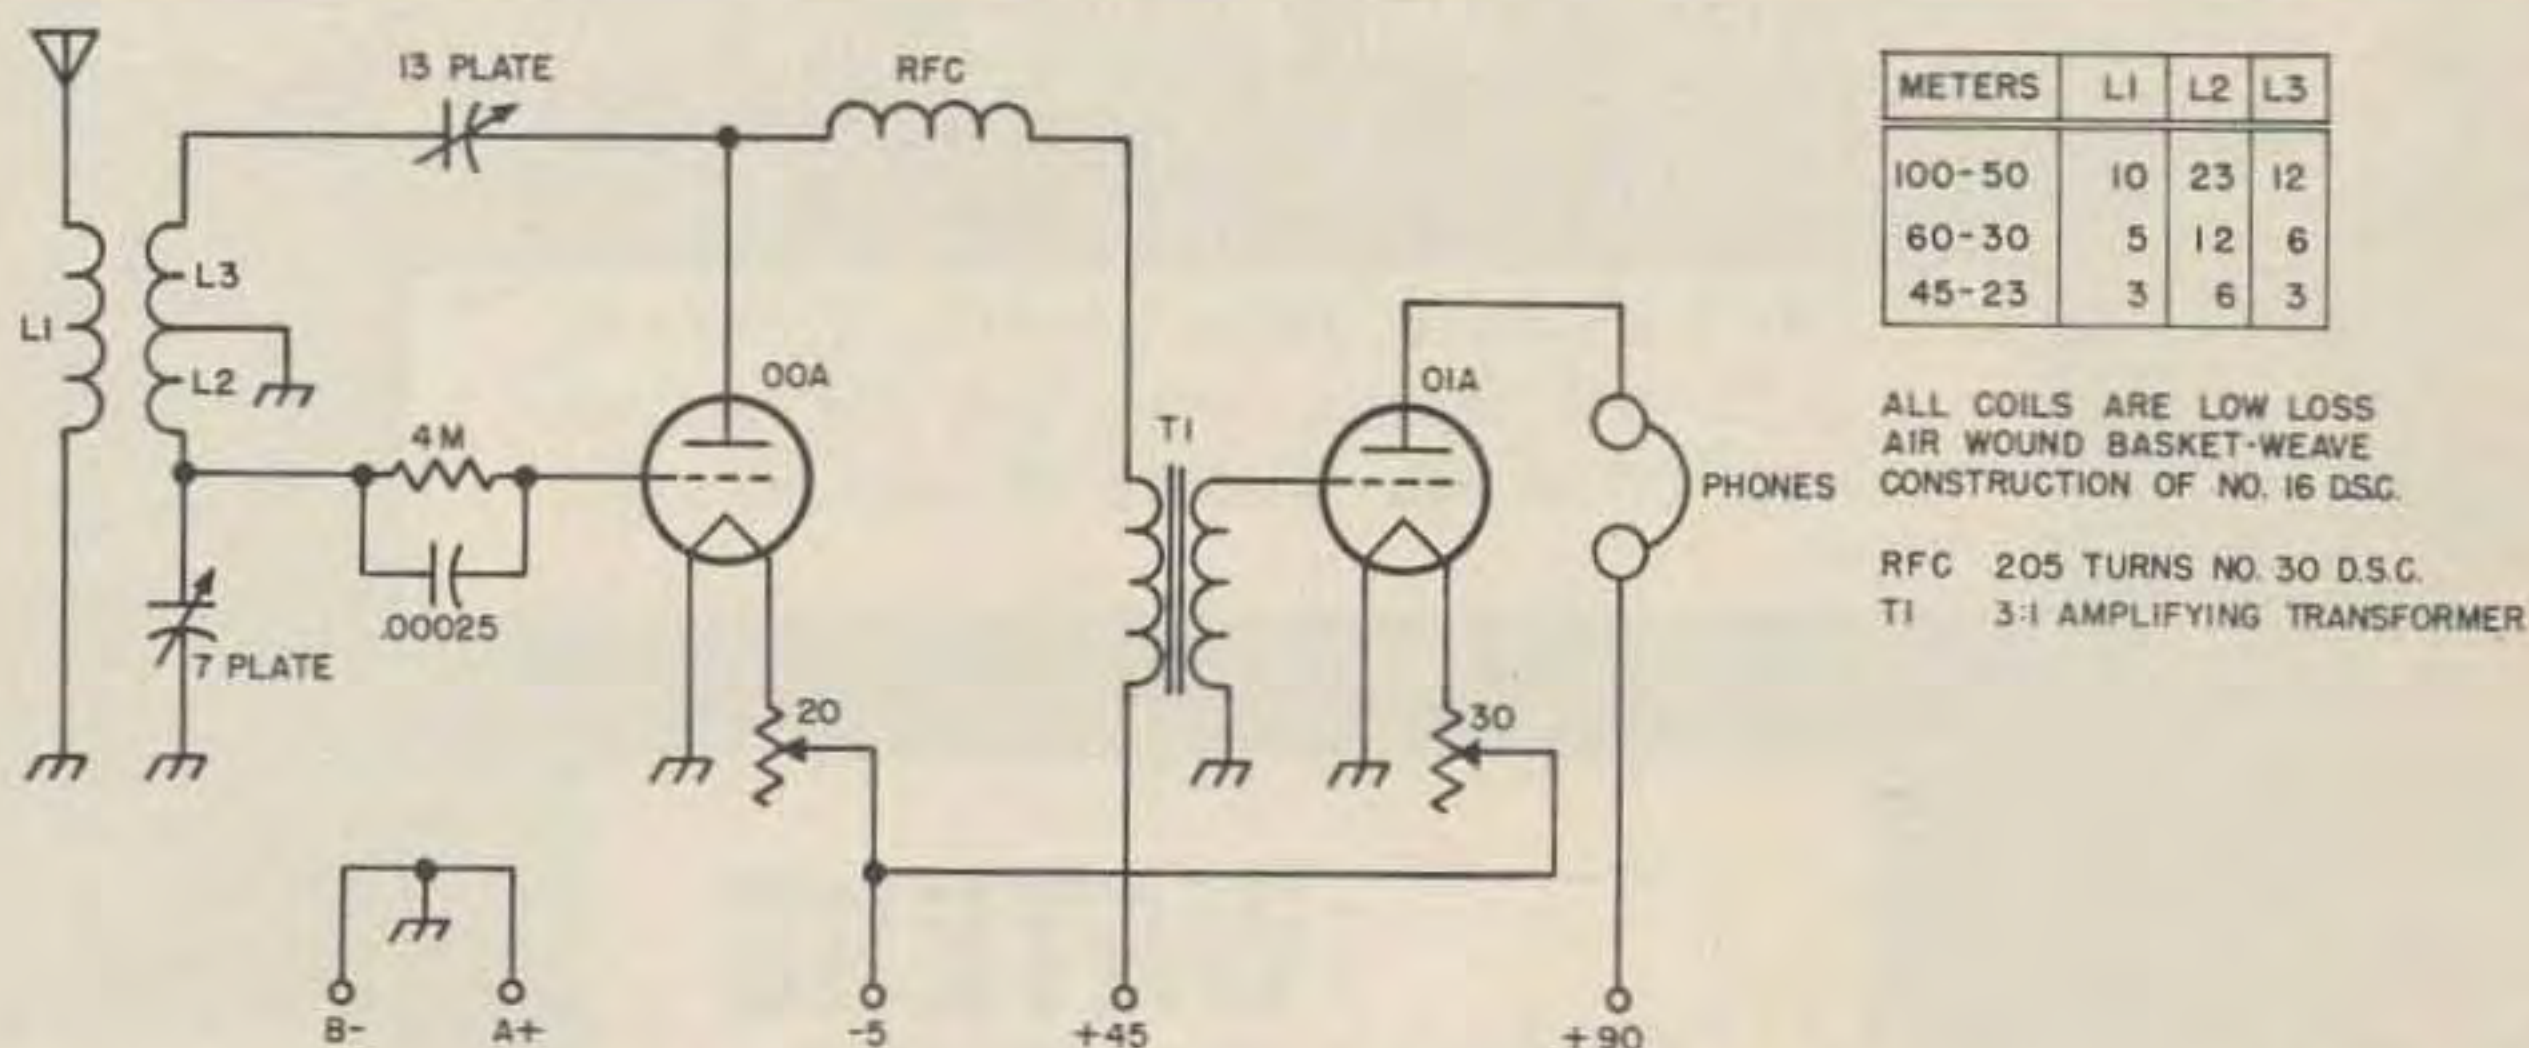 13 PLATE
RFC
L3
L1
L2
4M
.00025
7 PLATE
00A
20
T1
01A
30
PHONES
B-
A+
-5
+45
+90
METERS L1 L2 L3
100-50 10 23 12
60-30 5 12 6
45-23 3 6 3
ALL COILS ARE LOW LOSS
AIR WOUND BASKET-WEAVE
CONSTRUCTION OF NO. 16 D.S.C.
RFC 205 TURNS NO. 30 D.S.C.
T1 3:1 AMPLIFYING TRANSFORMER